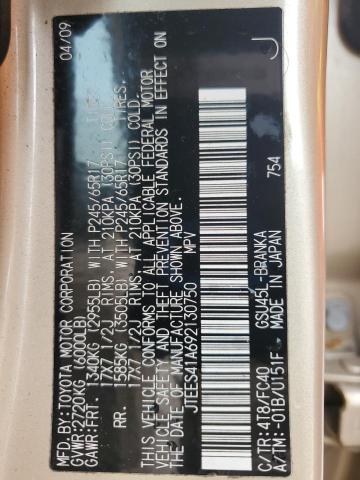 MFD.BY:TOYOTA MOTOR CORPORATION 04/09
GVWR:2720KG (6000LB)
GAWR:FRT. 1340KG (2955LB) WITH P245/65R17 TIRES,
17X7 1/2J RIMS, AT 210KPA (30PSI) COLD.
RR. 1585KG (3505LB) WITH P245/65R17 TIRES,
17X7 1/2J RIMS, AT 210KPA (30PSI) COLD.
THIS VEHICLE CONFORMS TO ALL APPLICABLE FEDERAL MOTOR
VEHICLE SAFETY AND THEFT PREVENTION STANDARDS IN EFFECT ON
THE DATE OF MANUFACTURE SHOWN ABOVE.
JTEES41A692130750 MPV
C/TR:4T8/FC40 GSU45L-BRANKA J
A/TM:-01B/U151F MADE IN JAPAN 754